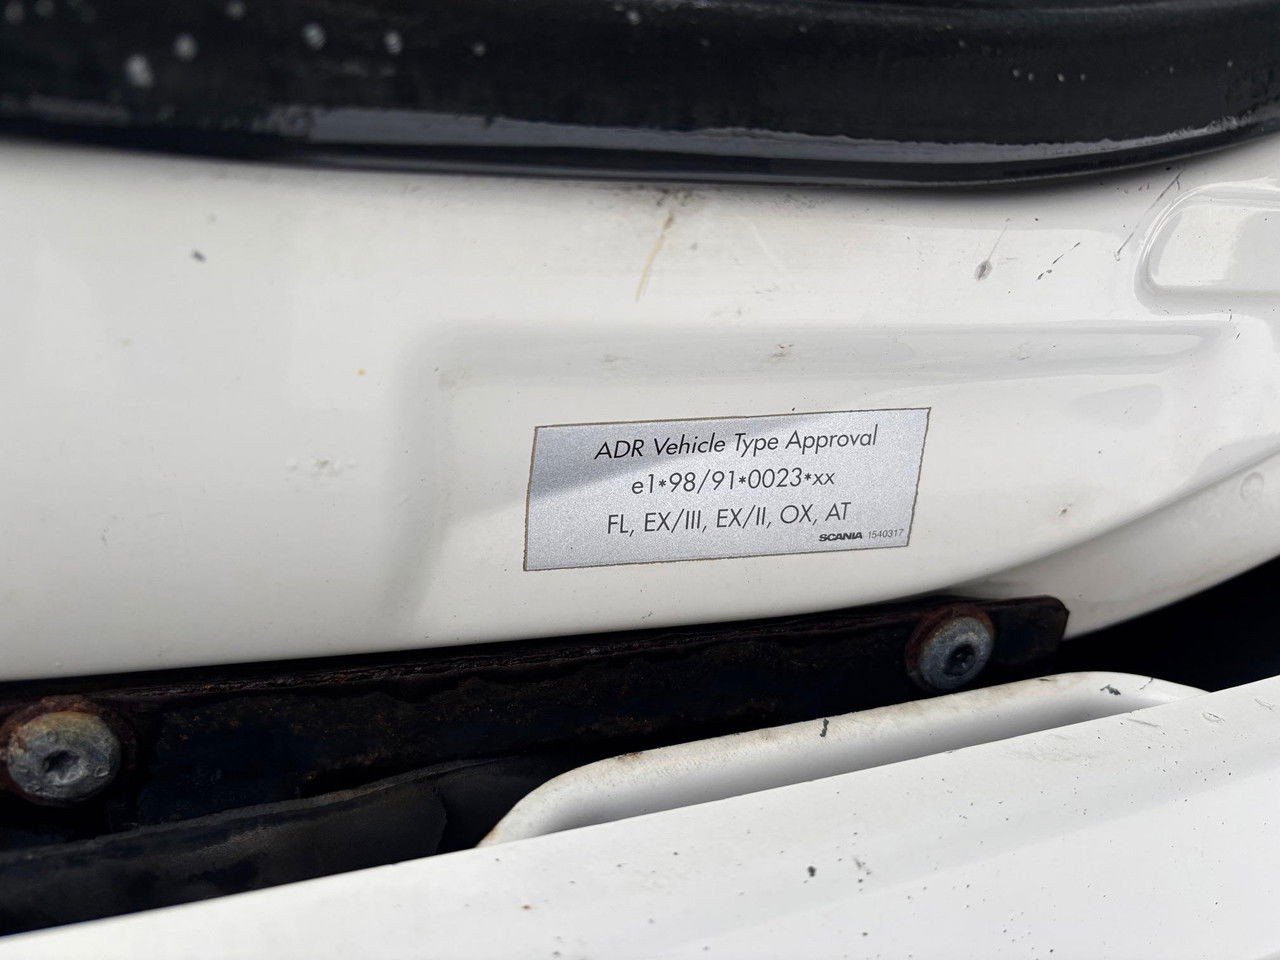 ADR Vehicle Type Approval
e1*98/91*0023*xx
FL, EX/III, EX/II, OX, AT
SCANIA 1540317